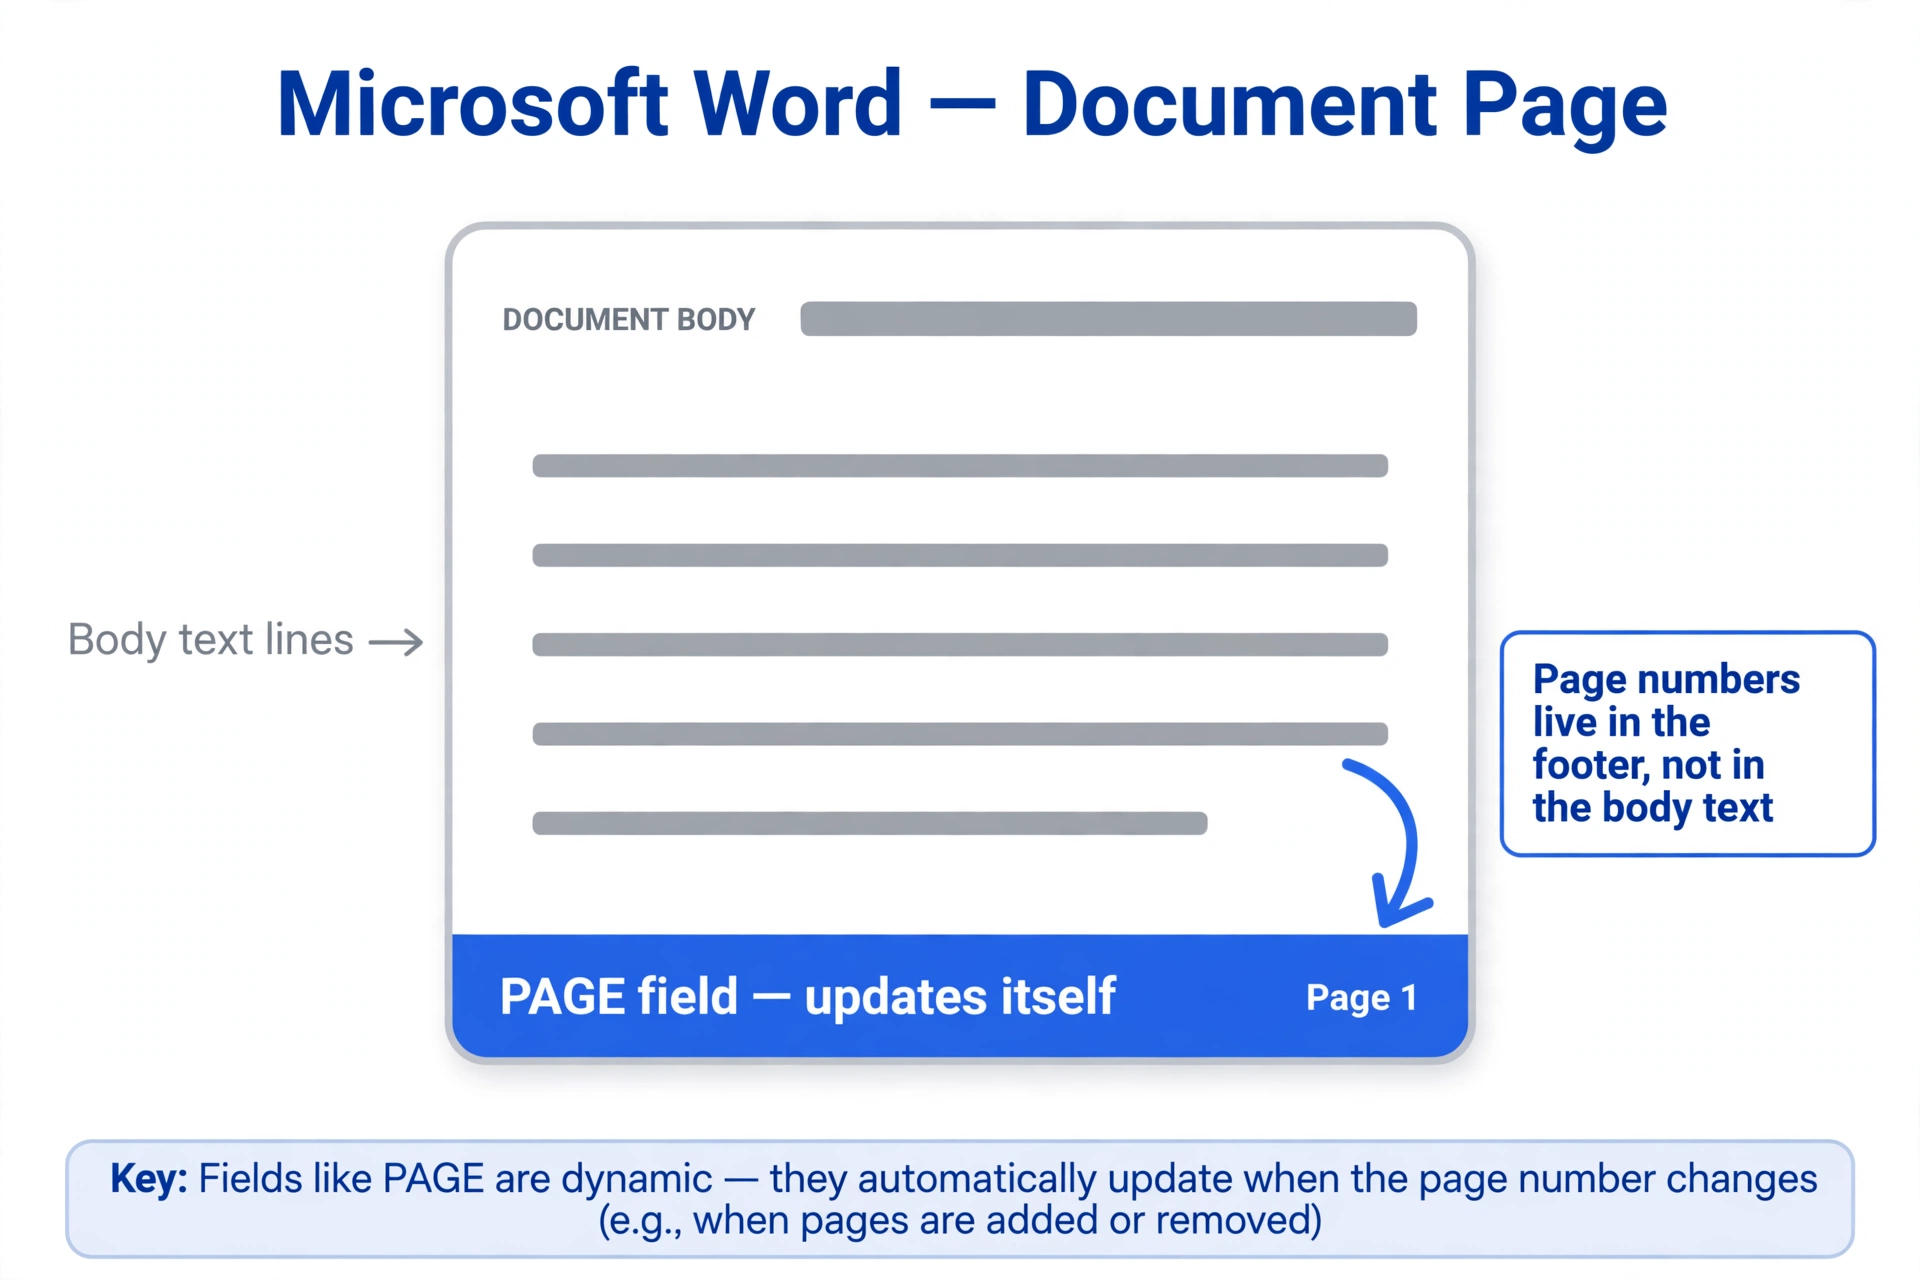 Microsoft Word — Document Page
DOCUMENT BODY
Body text lines
Page numbers
live in the
footer, not in
the body text
PAGE field — updates itself
Page 1
Key: Fields like PAGE are dynamic — they automatically update when the page number changes
(e.g., when pages are added or removed)